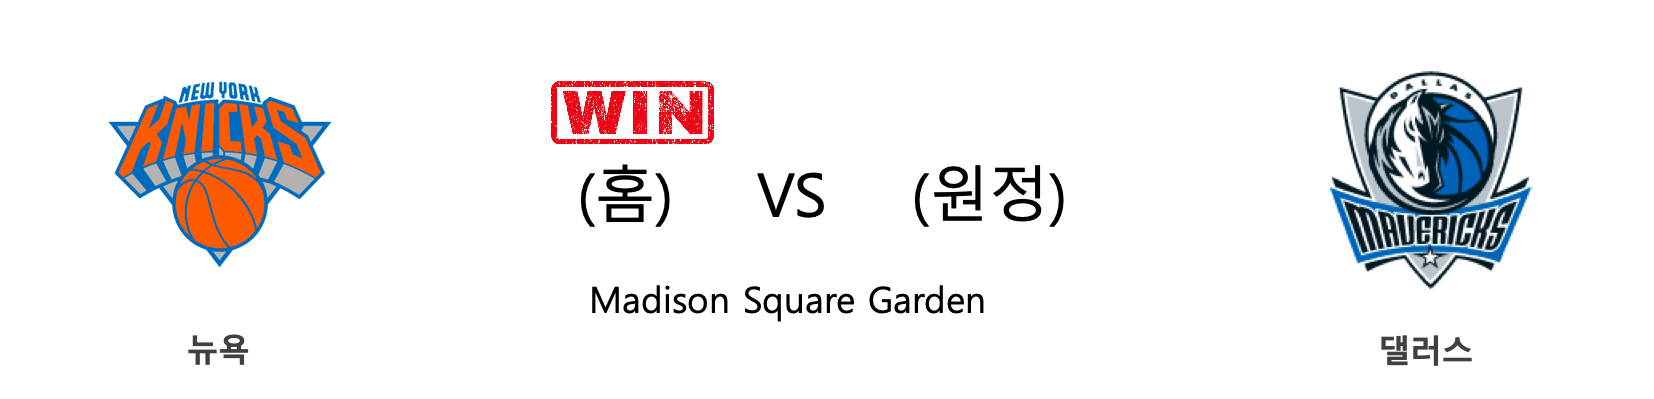 NEW YORK
KNICKS
뉴욕
WIN
(홈) VS (원정)
Madison Square Garden
DALLAS
MAVERICKS
댈러스